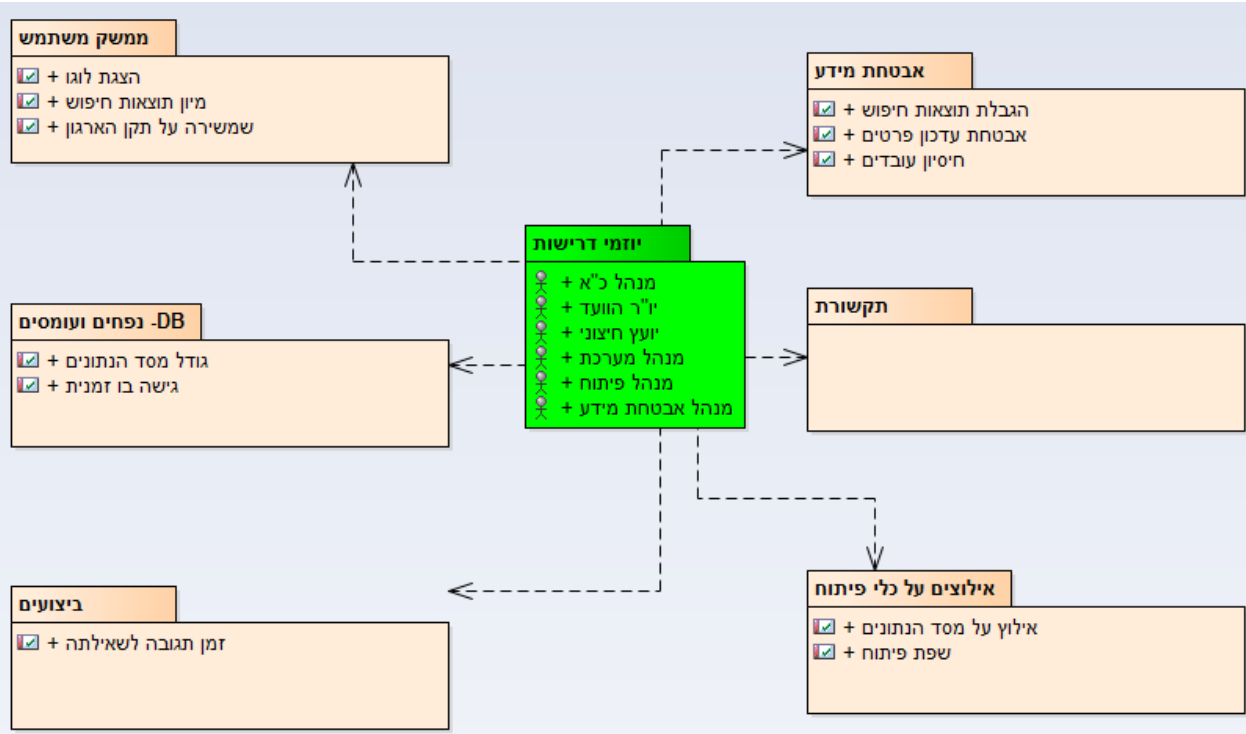 ממשק משתמש
+ הצגת לוגו
+ מיון תוצאות חיפוש
+ שמשירה על תקן הארגון
אבטחת מידע
+ הגבלת תוצאות חיפוש
+ אבטחת עדכון פרטים
+ חיסיון עובדים
יוזמי דרישות
+ מנהל כ"א
+ יו"ר הוועד
+ יועץ חיצוני
+ מנהל מערכת
+ מנהל פיתוח
+ מנהל אבטחת מידע
DB- נפחים ועומסים
+ גודל מסד הנתונים
+ גישה בו זמנית
תקשורת
ביצועים
+ זמן תגובה לשאילתה
אילוצים על כלי פיתוח
+ אילוץ על מסד הנתונים
+ שפת פיתוח